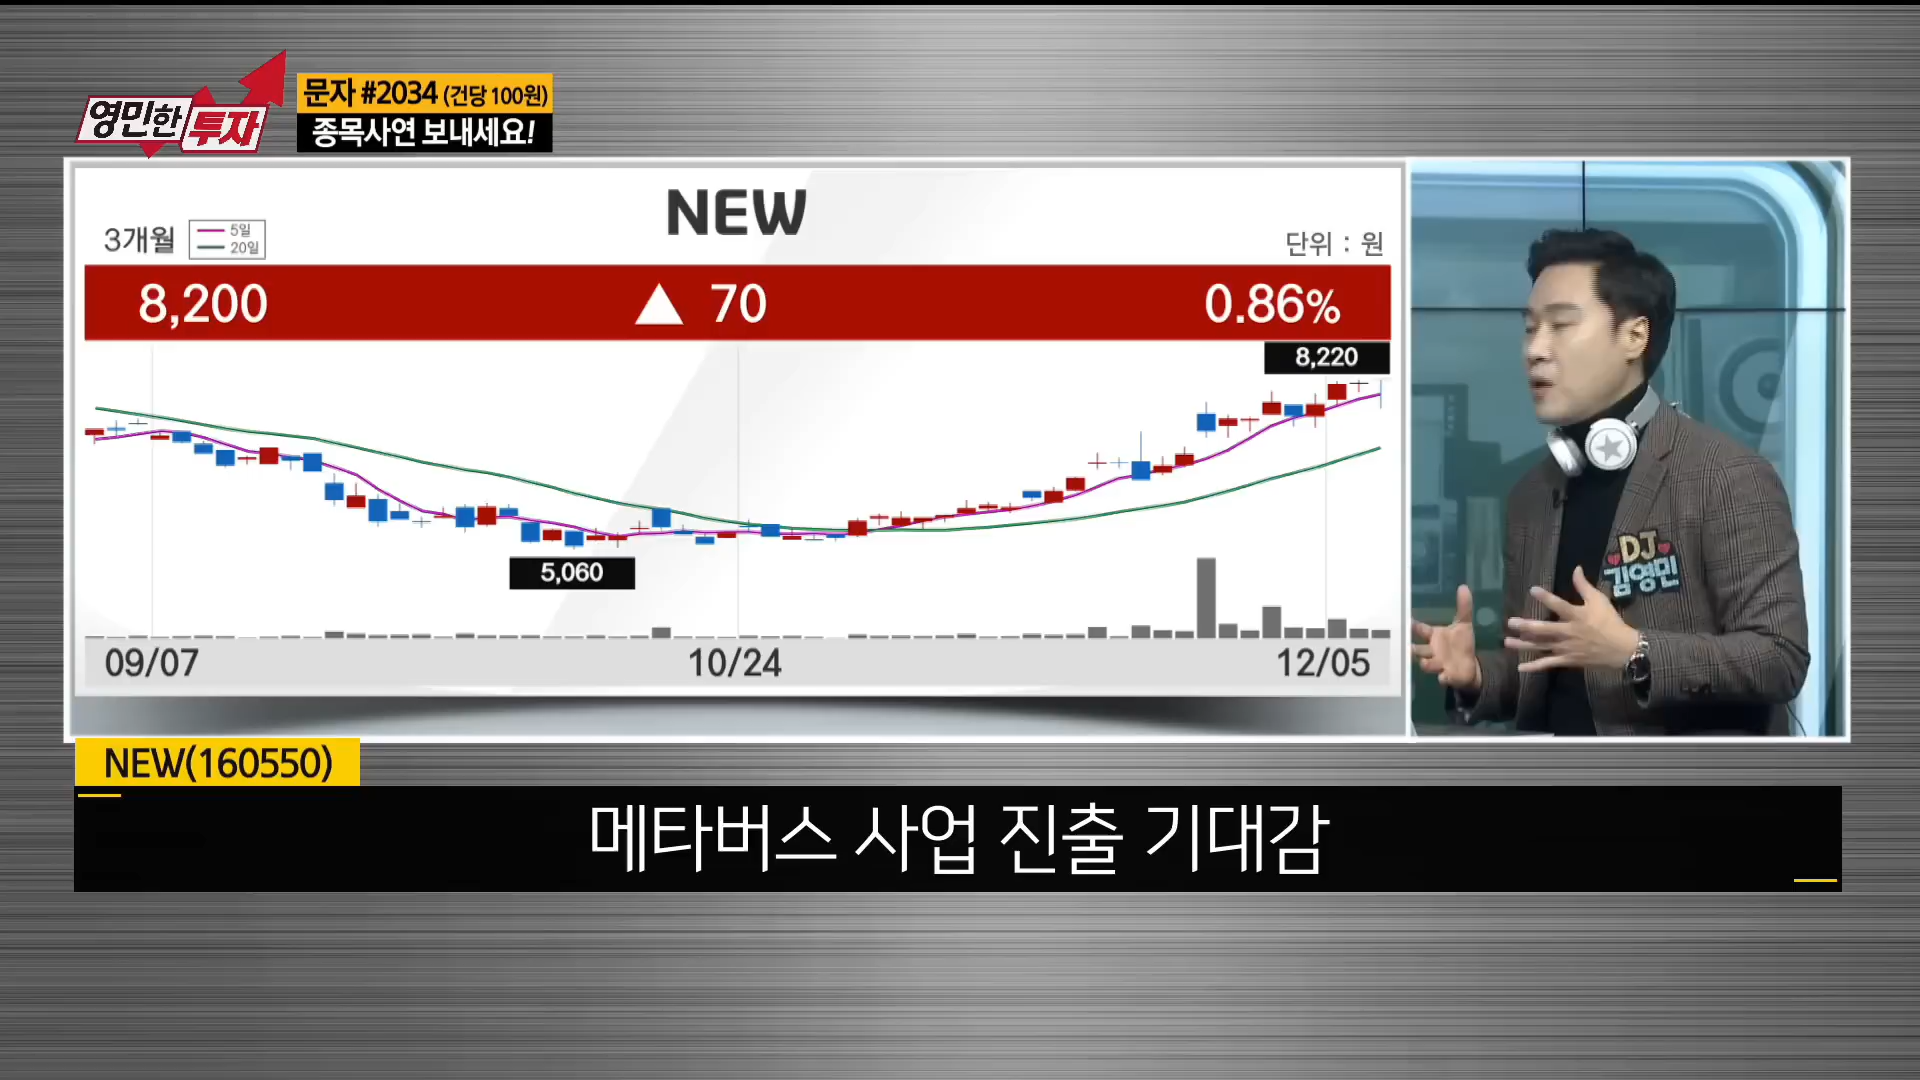 영민한 투자
문자 #2034 (건당 100원)
종목사연 보내세요!
NEW
3개월
5일
20일
단위 : 원
8,200 ▲ 70 0.86%
8,220
5,060
09/07 10/24 12/05
DJ
김영민
NEW(160550)
메타버스 사업 진출 기대감